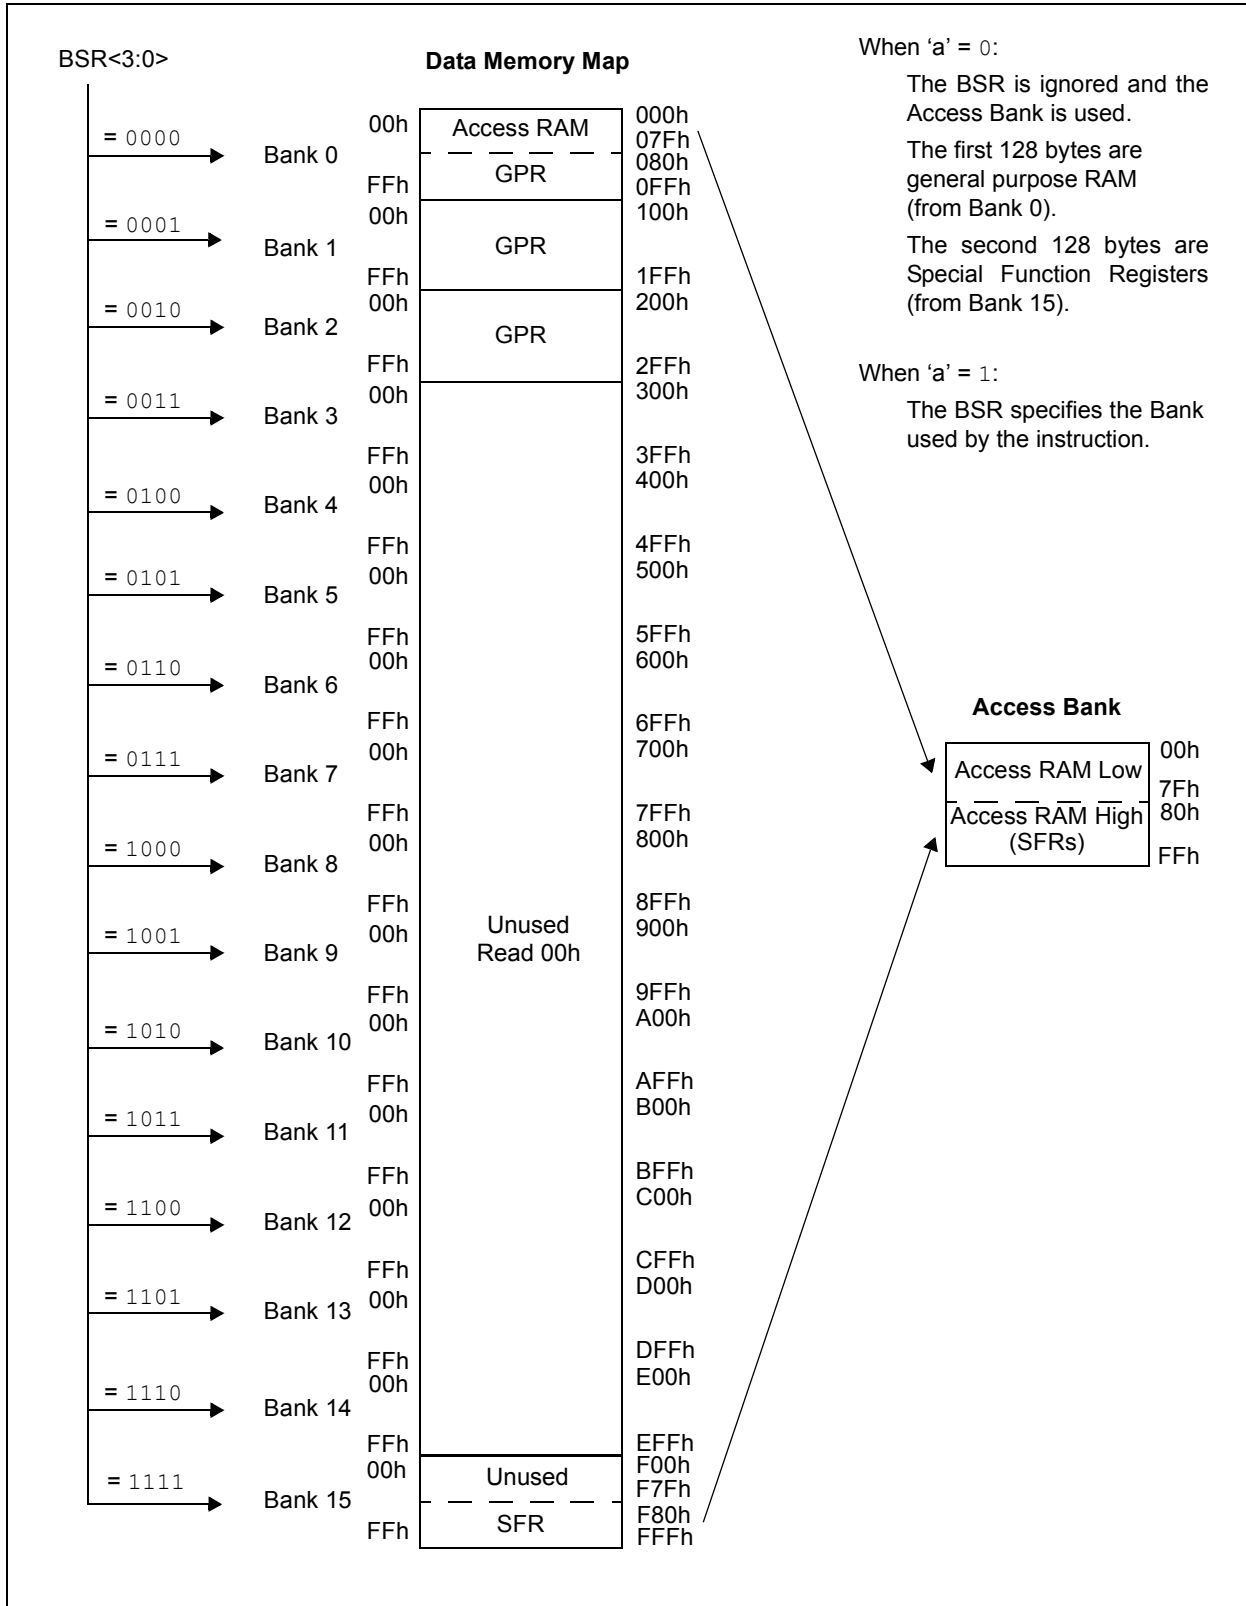 BSR<3:0>
Data Memory Map
= 0000
Bank 0
00h
FFh
Access RAM
GPR
000h
07Fh
080h
0FFh
= 0001
Bank 1
00h
FFh
GPR
100h
1FFh
= 0010
Bank 2
00h
FFh
GPR
200h
2FFh
= 0011
Bank 3
00h
FFh
300h
3FFh
= 0100
Bank 4
00h
FFh
400h
4FFh
= 0101
Bank 5
00h
FFh
500h
5FFh
= 0110
Bank 6
00h
FFh
600h
6FFh
= 0111
Bank 7
00h
FFh
700h
7FFh
= 1000
Bank 8
00h
FFh
800h
8FFh
= 1001
Bank 9
00h
FFh
Unused
Read 00h
900h
9FFh
= 1010
Bank 10
00h
FFh
A00h
AFFh
= 1011
Bank 11
00h
FFh
B00h
BFFh
= 1100
Bank 12
00h
FFh
C00h
CFFh
= 1101
Bank 13
00h
FFh
D00h
DFFh
= 1110
Bank 14
00h
FFh
E00h
EFFh
= 1111
Bank 15
00h
FFh
Unused
SFR
F00h
F7Fh
F80h
FFFh
When ‘a’ = 0:
The BSR is ignored and the
Access Bank is used.
The first 128 bytes are
general purpose RAM
(from Bank 0).
The second 128 bytes are
Special Function Registers
(from Bank 15).
When ‘a’ = 1:
The BSR specifies the Bank
used by the instruction.
Access Bank
Access RAM Low
Access RAM High
(SFRs)
00h
7Fh
80h
FFh